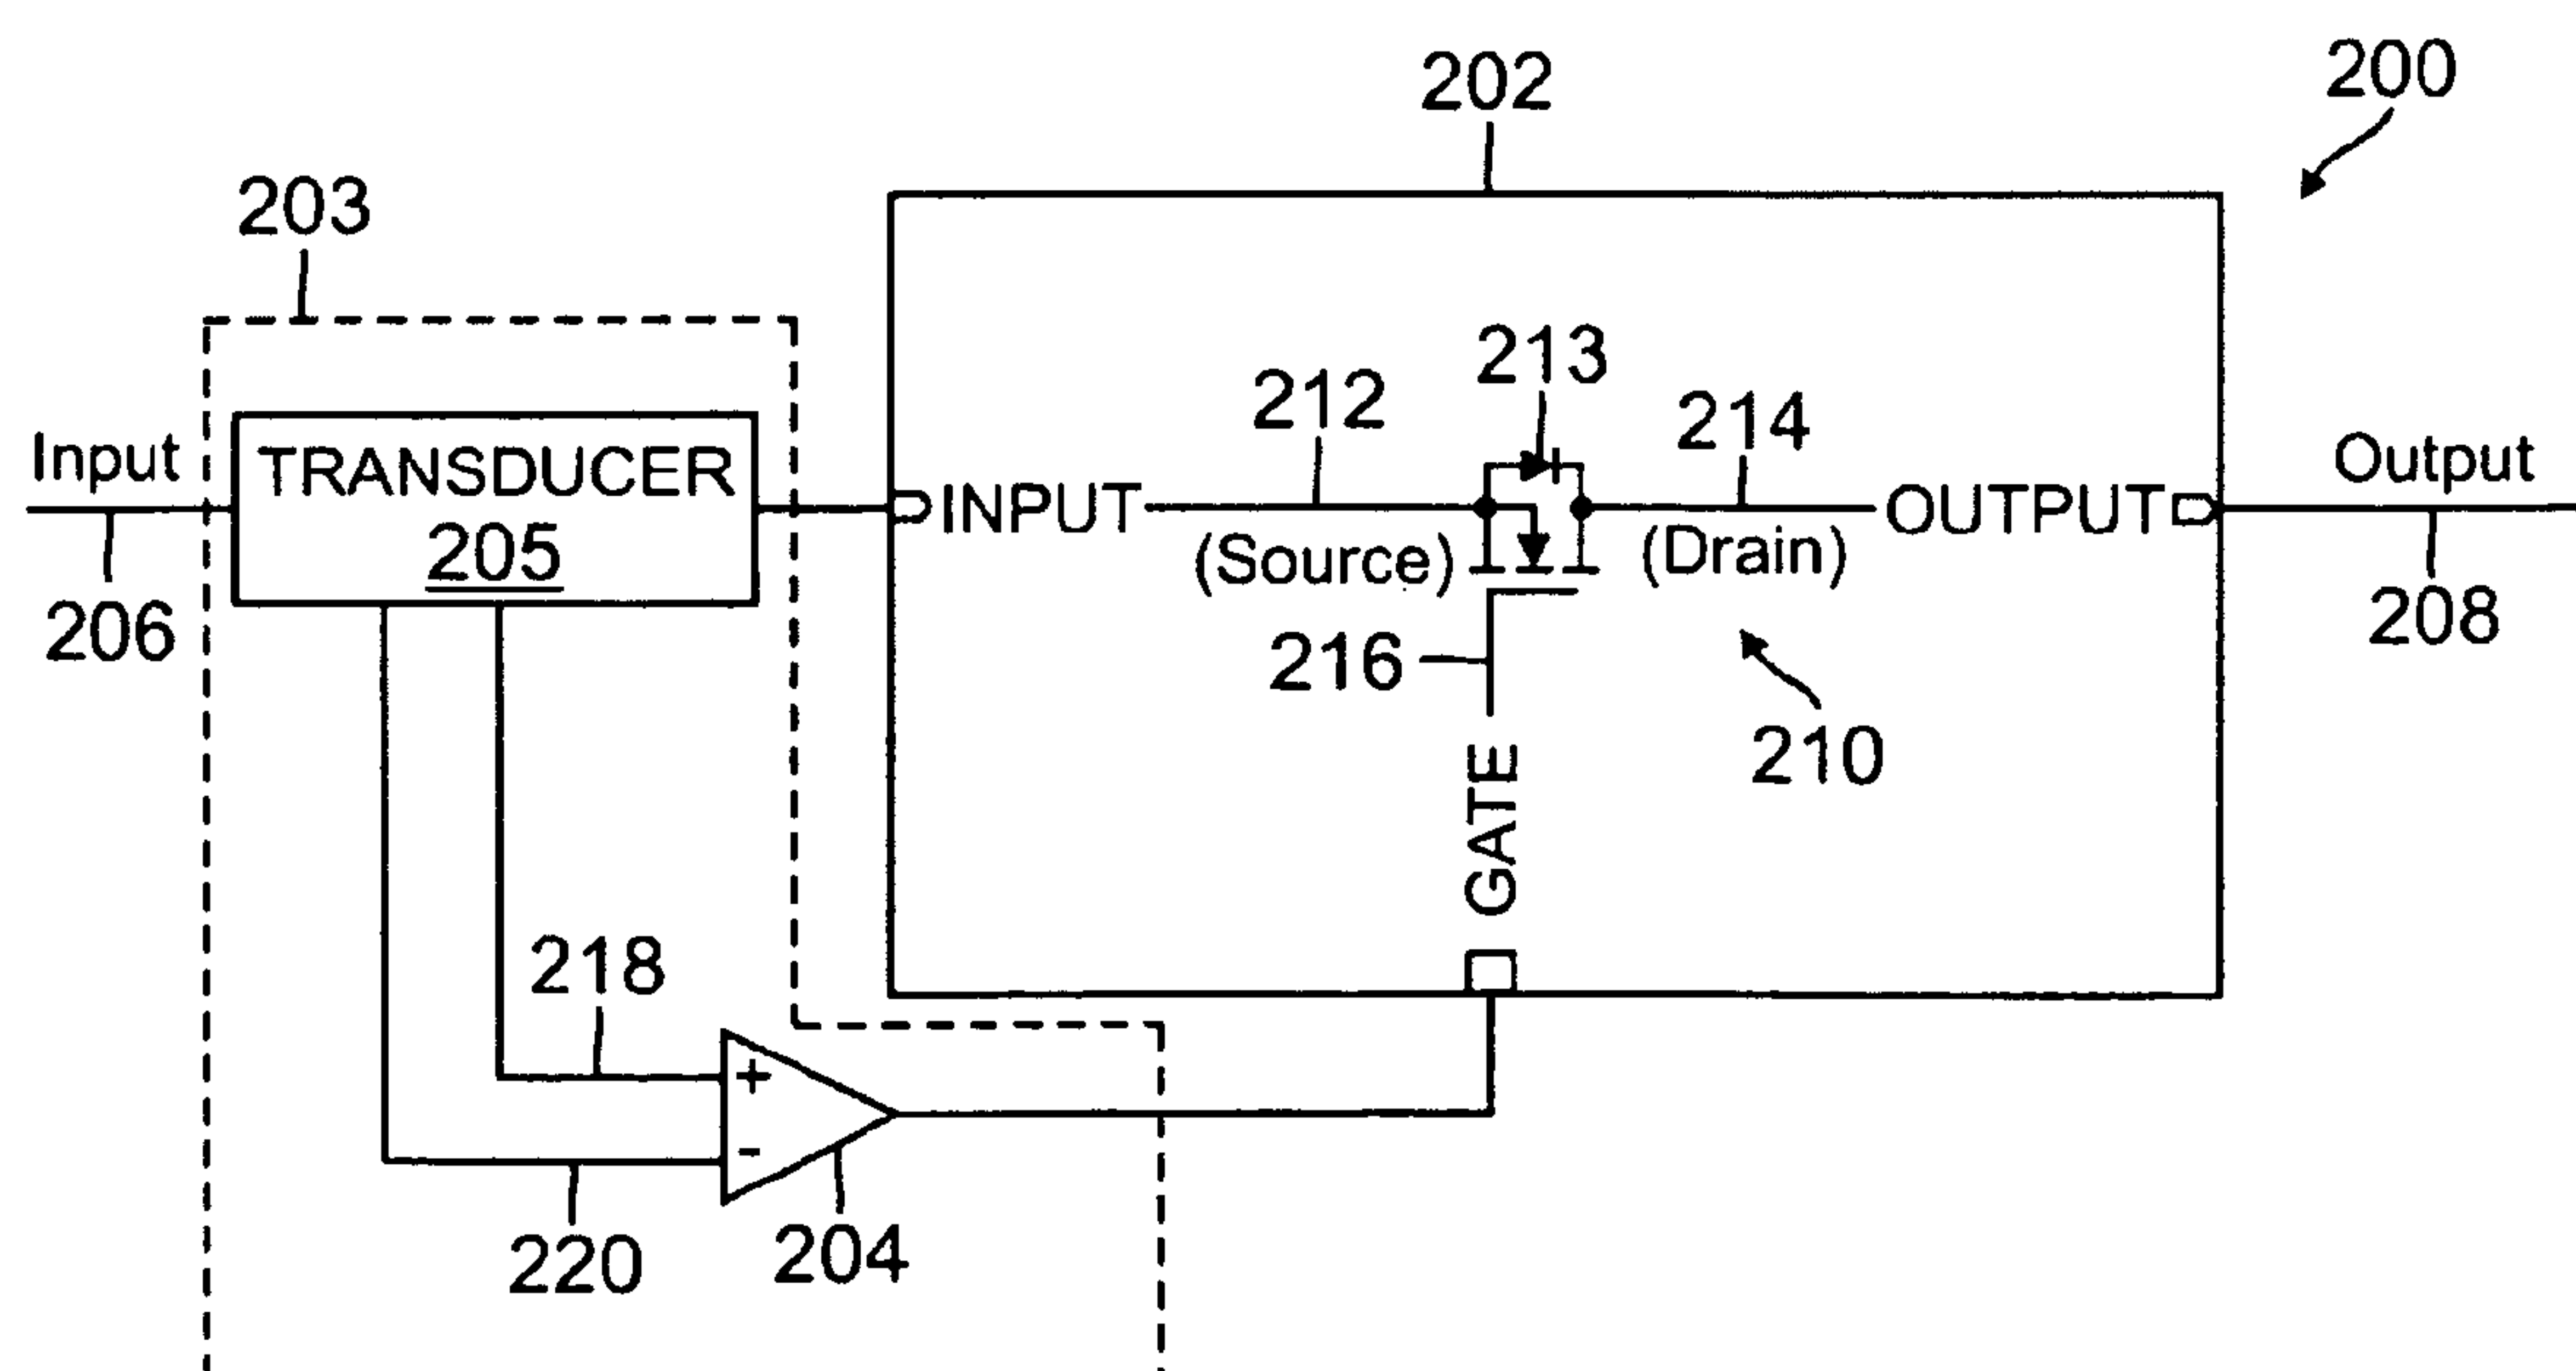 200
202
203
213
212
214
Input
TRANSDUCER
205
INPUT
OUTPUT
Output
(Source)
(Drain)
206
208
216
210
GATE
218
+
-
220
204